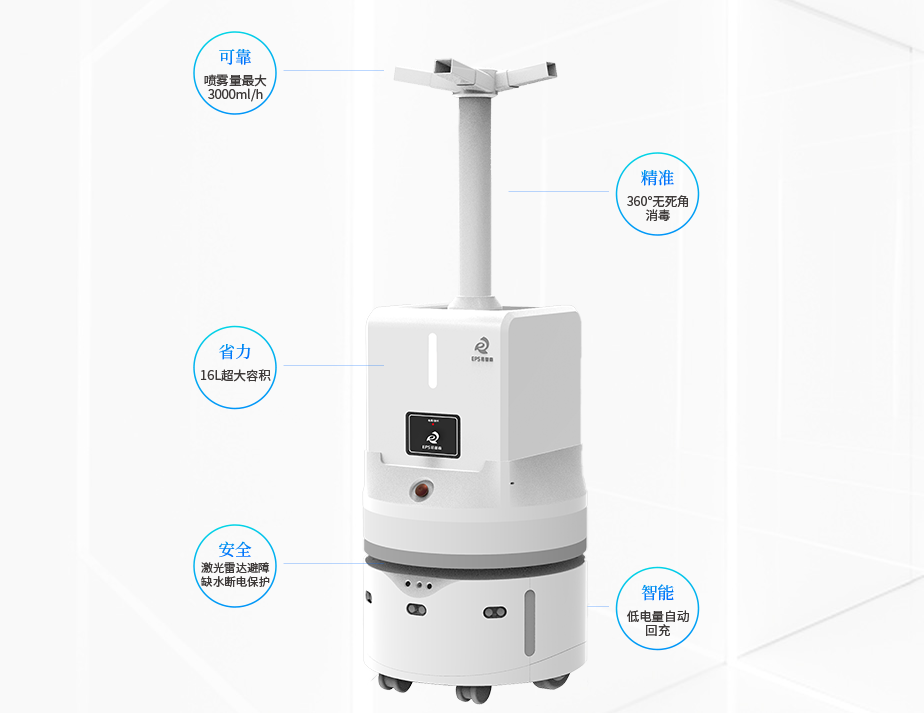 可靠
喷雾量最大
3000ml/h
精准
360°无死角
消毒
省力
16L超大容积
EPS
EPS
安全
激光雷达避障
缺水断电保护
智能
低电量自动
回充